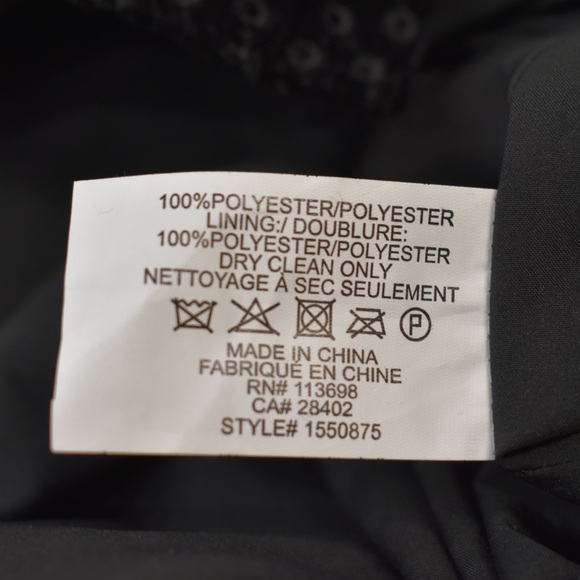 100%POLYESTER/POLYESTER
LINING:/ DOUBLURE:
100%POLYESTER/POLYESTER
DRY CLEAN ONLY
NETTOYAGE À SEC SEULEMENT
P
MADE IN CHINA
FABRIQUÉ EN CHINE
RN# 113698
CA# 28402
STYLE# 1550875